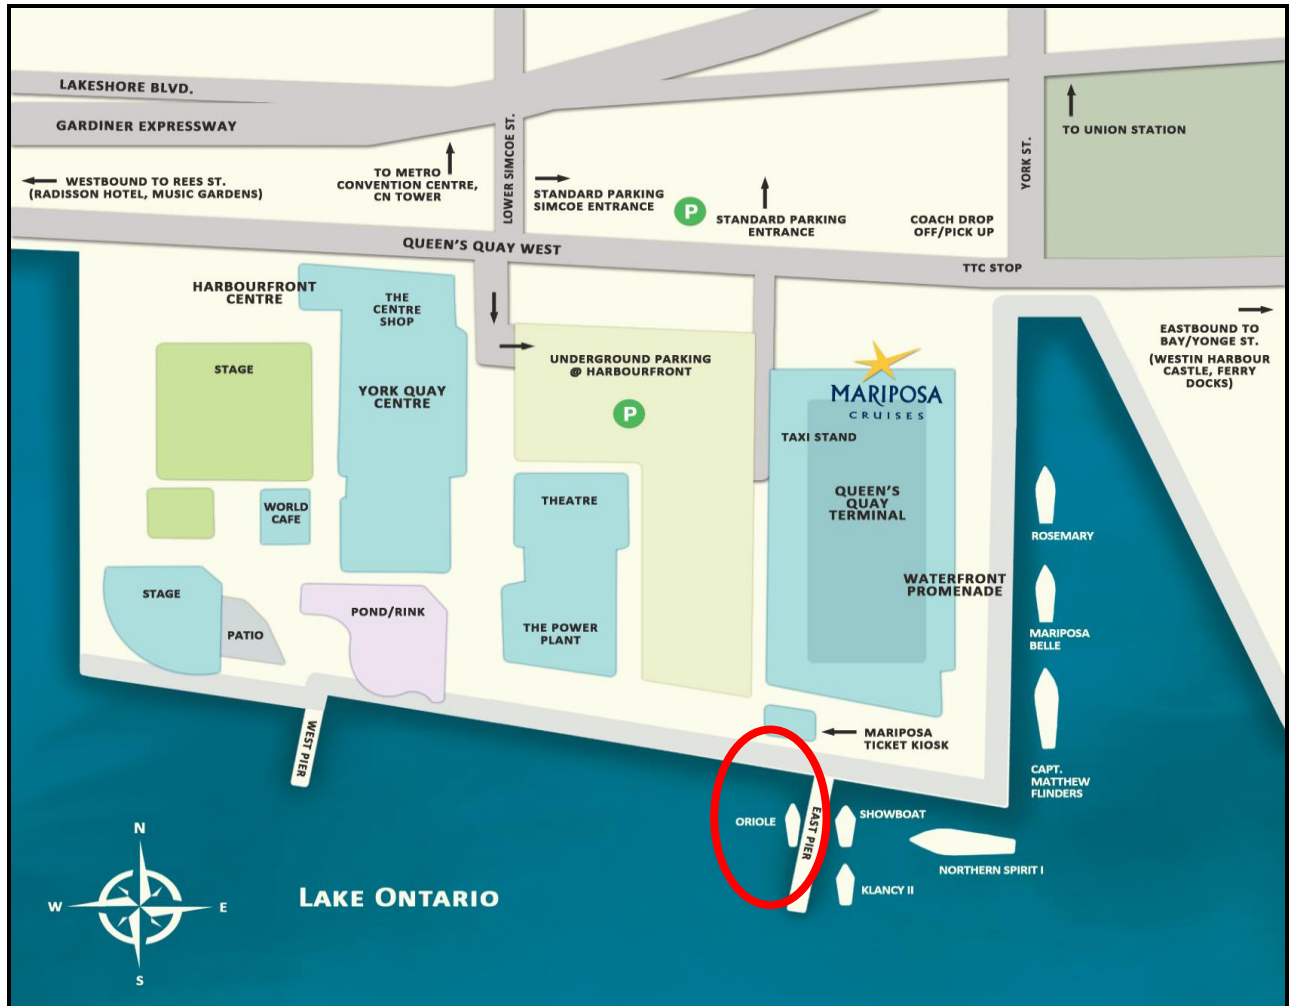 LAKESHORE BLVD.
GARDINER EXPRESSWAY
WESTBOUND TO REES ST.
(RADISSON HOTEL, MUSIC GARDENS)
TO METRO
CONVENTION CENTRE,
CN TOWER
LOWER SIMCOE ST.
STANDARD PARKING
SIMCOE ENTRANCE
P
STANDARD PARKING
ENTRANCE
COACH DROP
OFF/PICK UP
YORK ST.
TO UNION STATION
QUEEN'S QUAY WEST
TTC STOP
HARBOURFRONT
CENTRE
THE
CENTRE
SHOP
STAGE
YORK QUAY
CENTRE
UNDERGROUND PARKING
@ HARBOURFRONT
P
MARIPOSA
CRUISES
TAXI STAND
QUEEN'S
QUAY
TERMINAL
EASTBOUND TO
BAY/YONGE ST.
(WESTIN HARBOUR
CASTLE, FERRY
DOCKS)
WORLD
CAFE
THEATRE
ROSEMARY
STAGE
PATIO
POND/RINK
THE POWER
PLANT
WATERFRONT
PROMENADE
MARIPOSA
BELLE
WEST PIER
MARIPOSA
TICKET KIOSK
CAPT.
MATTHEW
FLINDERS
ORIOLE
EAST PIER
SHOWBOAT
NORTHERN SPIRIT I
KLANCY II
LAKE ONTARIO
N
W
E
S